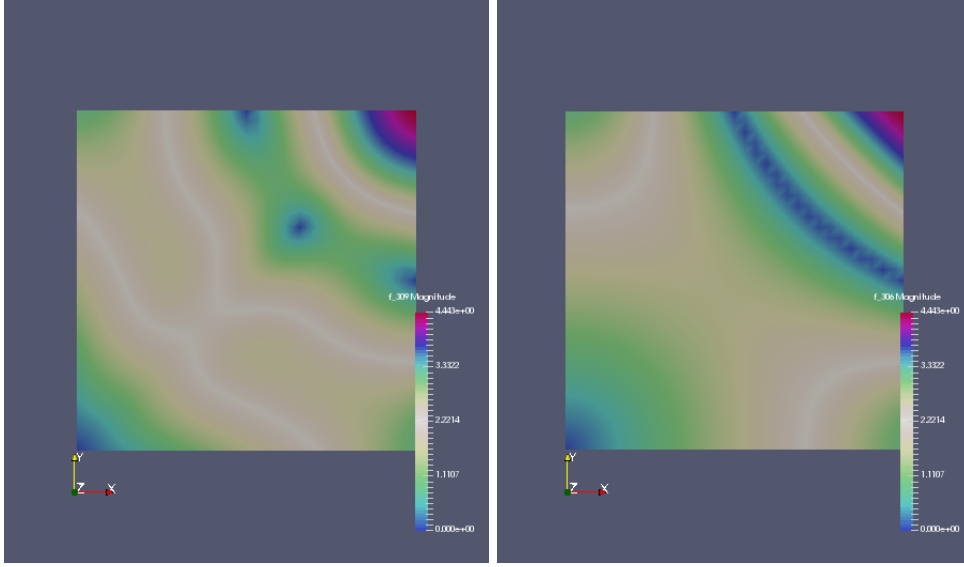 f_309 Magnitude
4.443e+00
3.3322
2.2214
1.1107
0.000e+00
Y
Z X
f_306 Magnitude
4.443e+00
3.3322
2.2214
1.1107
0.000e+00
Y
Z X